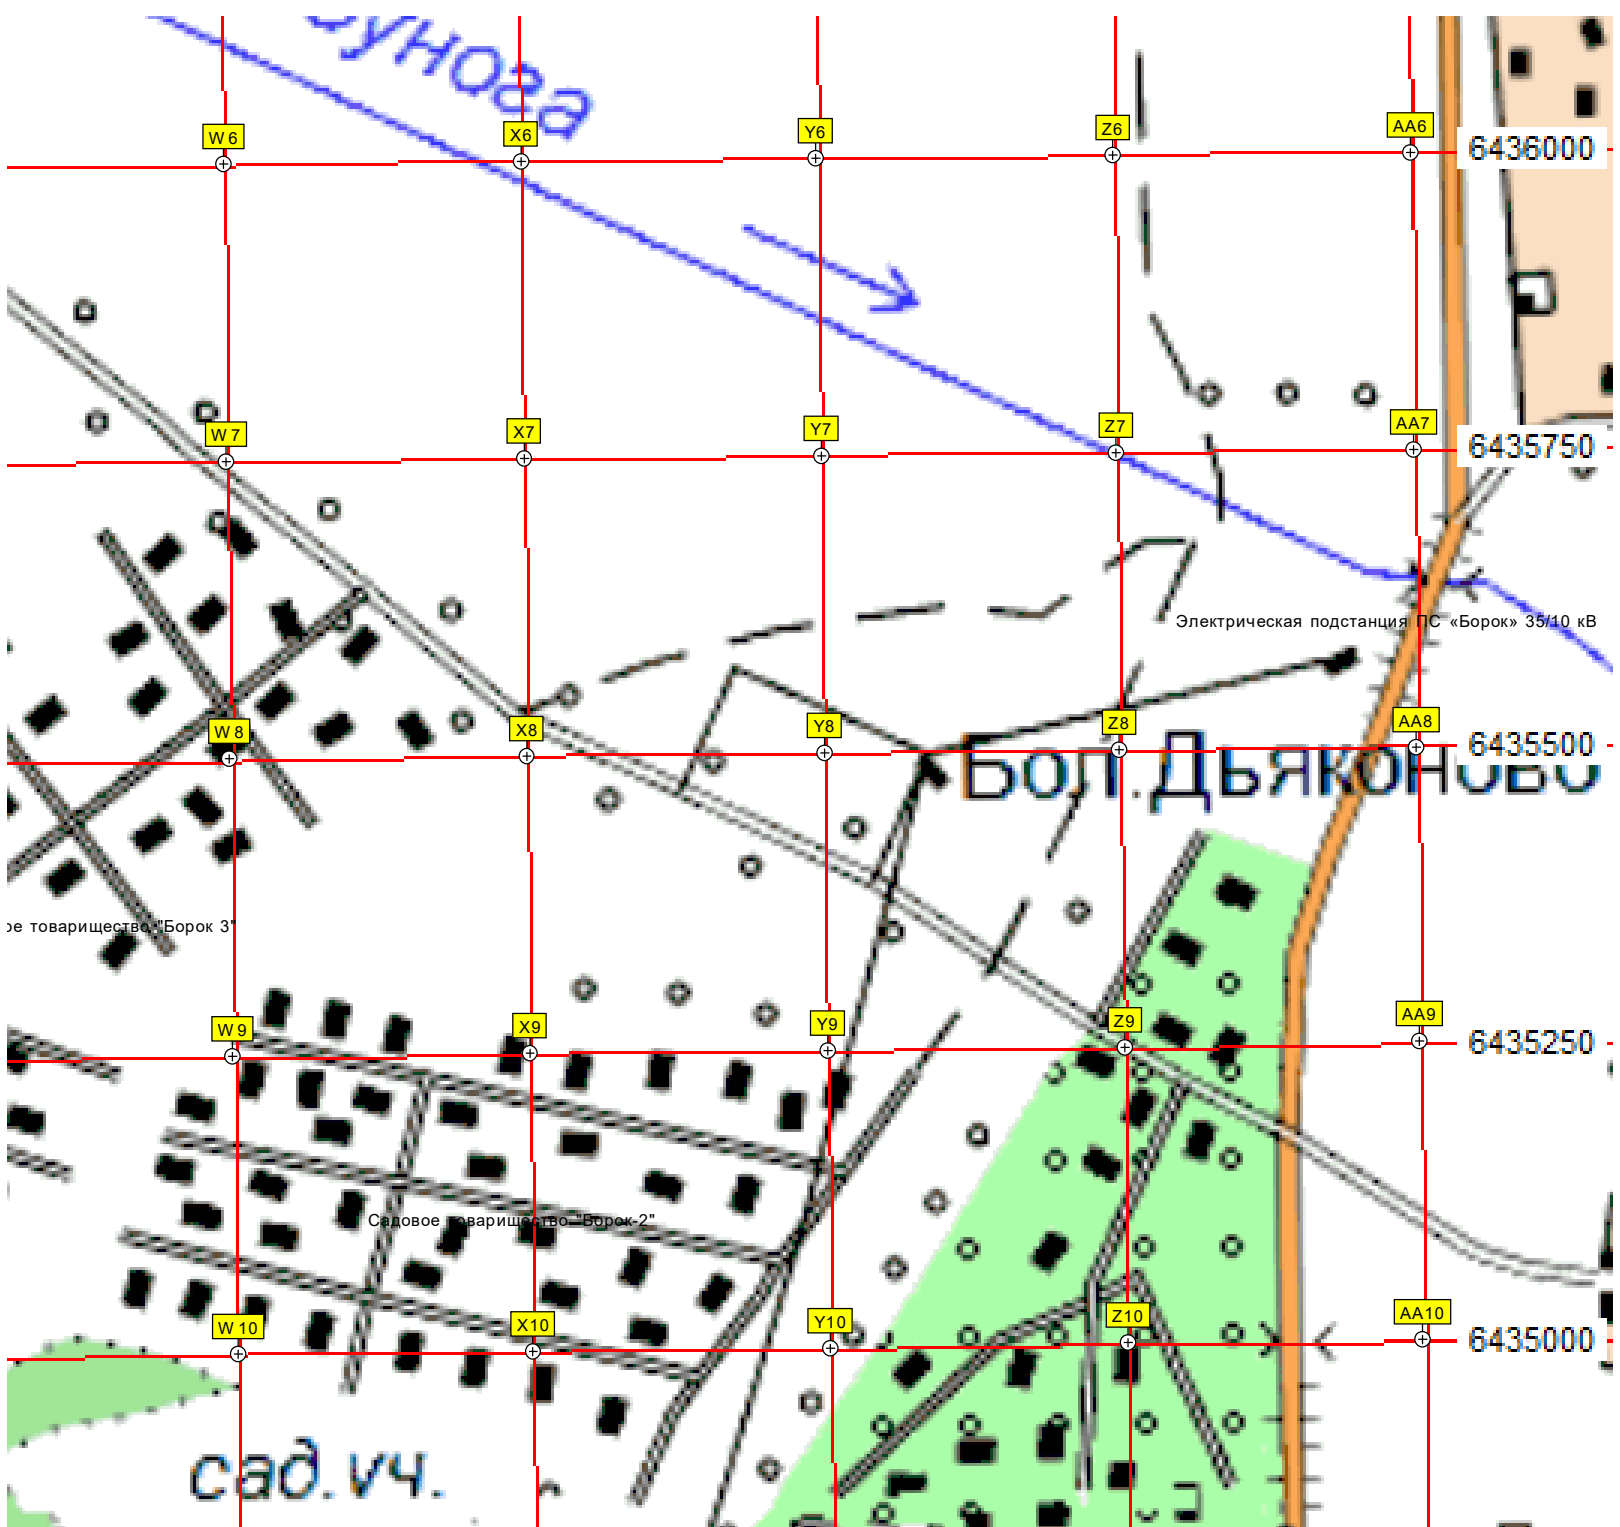 унога
W 6 X6 Y6 Z6 AA6 6436000
W 7 X7 Y7 Z7 AA7 6435750
Электрическая подстанция ПС «Борок» 35/10 кВ
W 8 X8 Y8 Z8 AA8 6435500
Бол.Дьяконово
ое товарищество "Борок 3"
W 9 X9 Y9 Z9 AA9 6435250
Садовое товарищество "Борок-2"
W 10 X10 Y10 Z10 AA10 6435000
сад.уч.